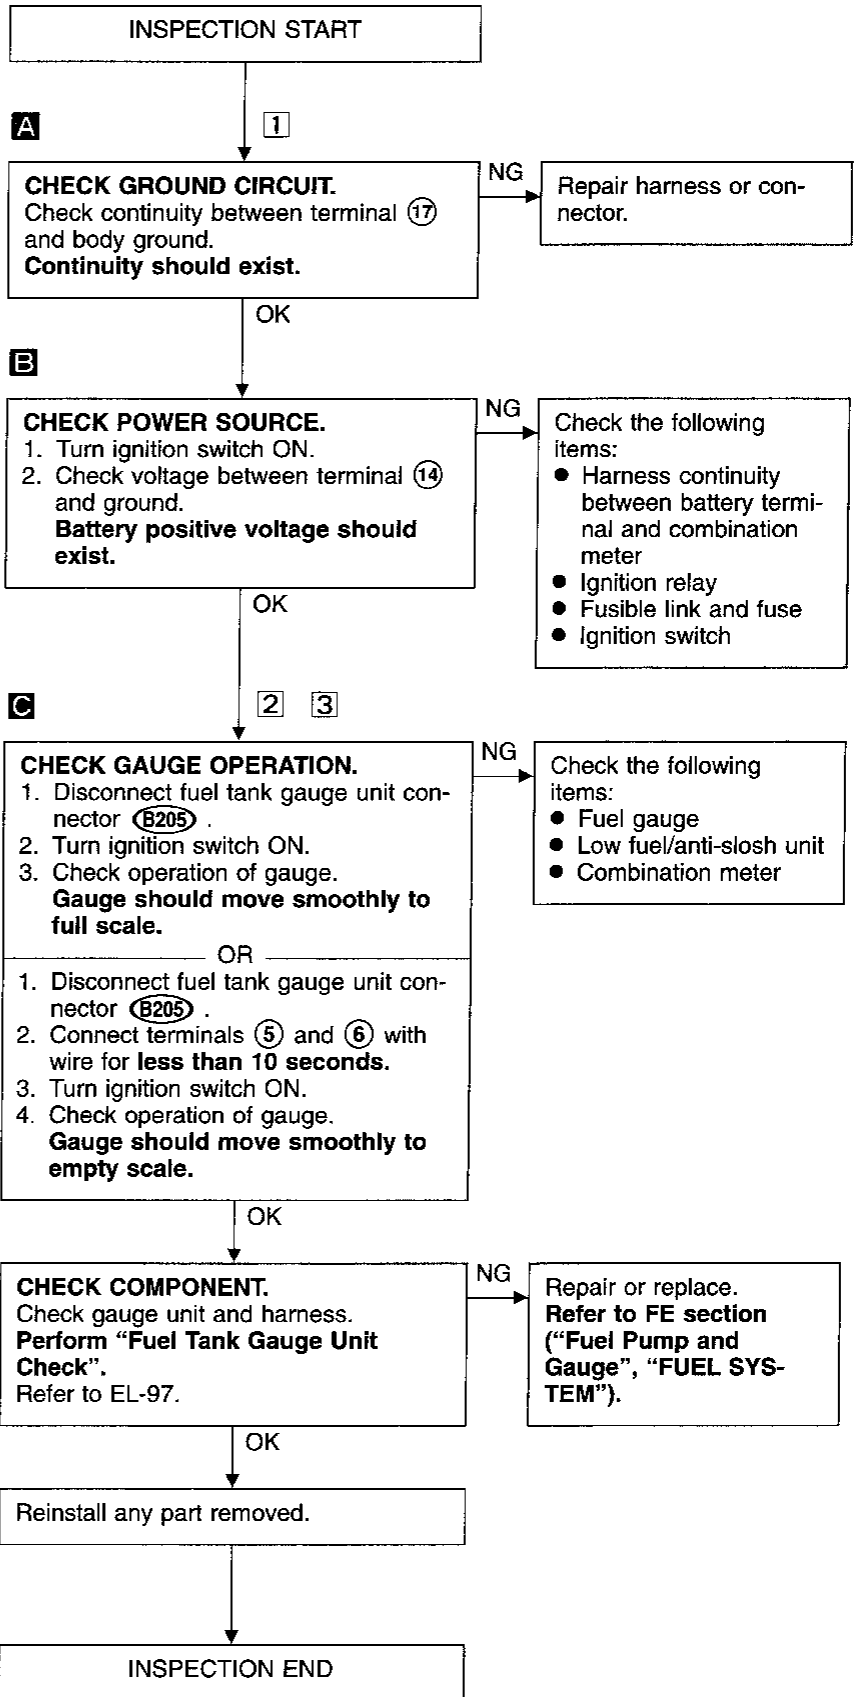 INSPECTION START
A
1
CHECK GROUND CIRCUIT.
Check continuity between terminal 17
and body ground.
Continuity should exist.
NG
Repair harness or con-
nector.
OK
B
CHECK POWER SOURCE.
1. Turn ignition switch ON.
2. Check voltage between terminal 14
and ground.
Battery positive voltage should
exist.
NG
Check the following
items:
● Harness continuity
between battery termi-
nal and combination
meter
● Ignition relay
● Fusible link and fuse
● Ignition switch
OK
C
2 3
CHECK GAUGE OPERATION.
1. Disconnect fuel tank gauge unit con-
nector B205 .
2. Turn ignition switch ON.
3. Check operation of gauge.
Gauge should move smoothly to
full scale.
OR
1. Disconnect fuel tank gauge unit con-
nector B205 .
2. Connect terminals 5 and 6 with
wire for less than 10 seconds.
3. Turn ignition switch ON.
4. Check operation of gauge.
Gauge should move smoothly to
empty scale.
NG
Check the following
items:
● Fuel gauge
● Low fuel/anti-slosh unit
● Combination meter
OK
CHECK COMPONENT.
Check gauge unit and harness.
Perform “Fuel Tank Gauge Unit
Check”.
Refer to EL-97.
NG
Repair or replace.
Refer to FE section
(“Fuel Pump and
Gauge”, “FUEL SYS-
TEM”).
OK
Reinstall any part removed.
INSPECTION END